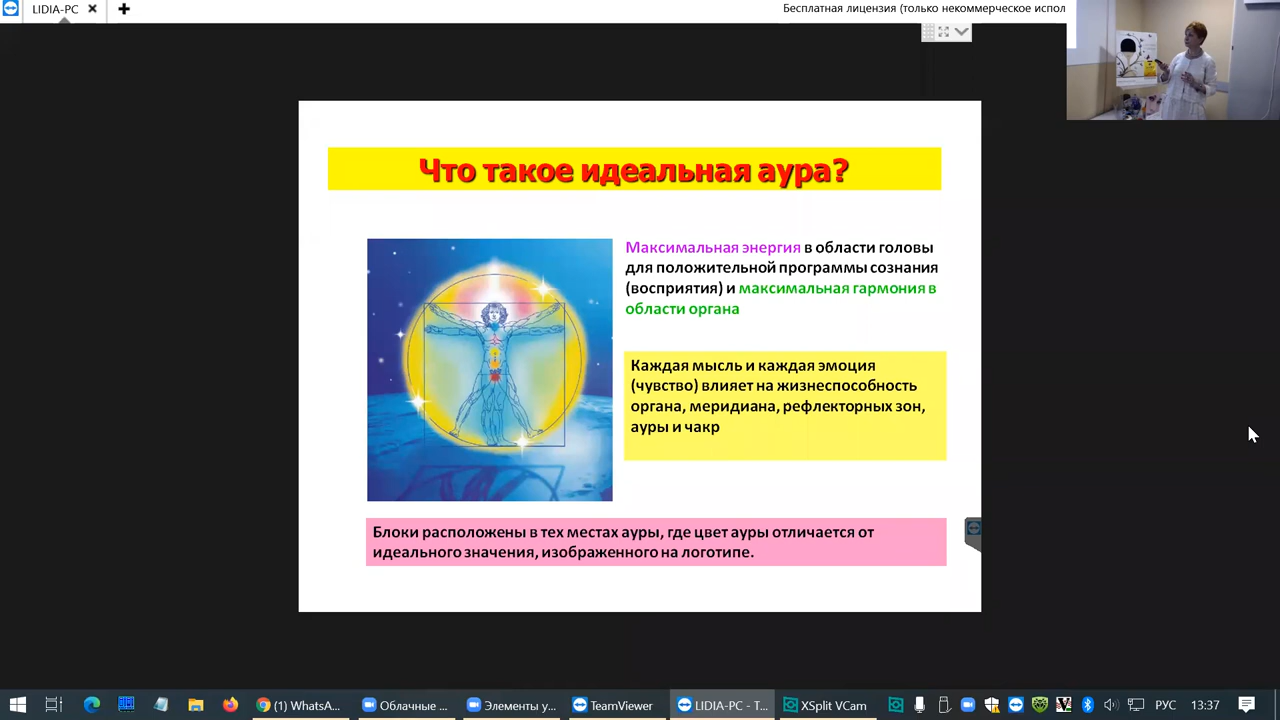 LIDIA-PC
Бесплатная лицензия (только некоммерческое испол
Что такое идеальная аура?
Максимальная энергия в области головы
для положительной программы сознания
(восприятия) и максимальная гармония в
области органа
Каждая мысль и каждая эмоция
(чувство) влияет на жизнеспособность
органа, меридиана, рефлекторных зон,
ауры и чакр
Блоки расположены в тех местах ауры, где цвет ауры отличается от
идеального значения, изображенного на логотипе.
(1) WhatsA...
Облачные ...
Элементы у...
TeamViewer
LIDIA-PC - T...
XSplit VCam
РУС
13:37